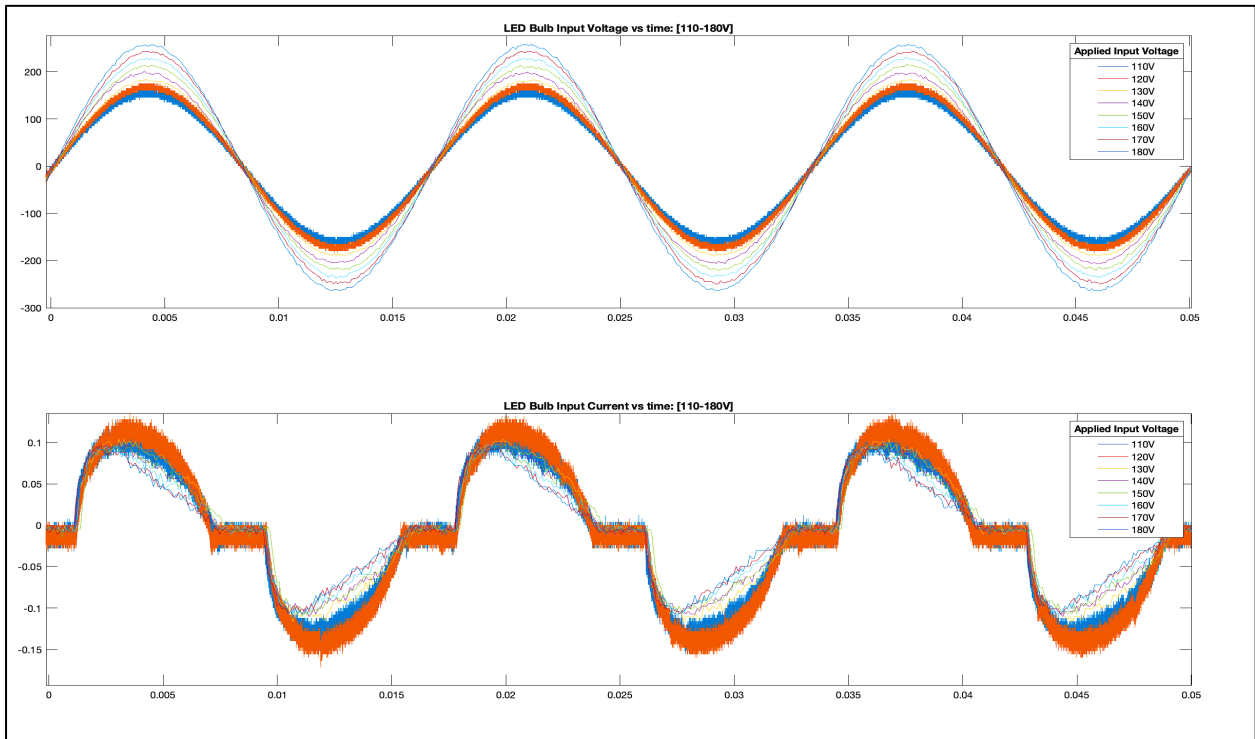 LED Bulb Input Voltage vs time: [110-180V]
Applied Input Voltage
110V
120V
130V
140V
150V
160V
170V
180V
200
100
0
-100
-200
-300
0 0.005 0.01 0.015 0.02 0.025 0.03 0.035 0.04 0.045 0.05
LED Bulb Input Current vs time: [110-180V]
Applied Input Voltage
110V
120V
130V
140V
150V
160V
170V
180V
0.1
0.05
0
-0.05
-0.1
-0.15
0 0.005 0.01 0.015 0.02 0.025 0.03 0.035 0.04 0.045 0.05